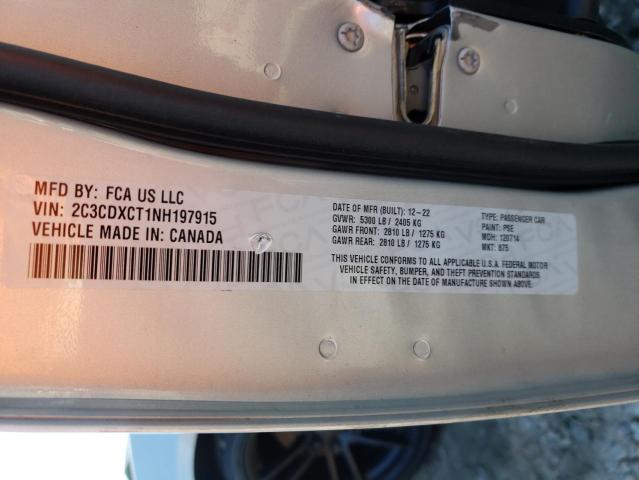 MFD BY: FCA US LLC
VIN: 2C3CDXCT1NH197915
VEHICLE MADE IN: CANADA
DATE OF MFR (BUILT): 12-22
GVWR: 5300 LB / 2405 KG
GAWR FRONT: 2810 LB / 1275 KG
GAWR REAR: 2810 LB / 1275 KG
TYPE: PASSENGER CAR
PAINT: PSE
MDH: 120714
MKT: 875
THIS VEHICLE CONFORMS TO ALL APPLICABLE U.S.A. FEDERAL MOTOR
VEHICLE SAFETY, BUMPER, AND THEFT PREVENTION STANDARDS
IN EFFECT ON THE DATE OF MANUFACTURE SHOWN ABOVE.